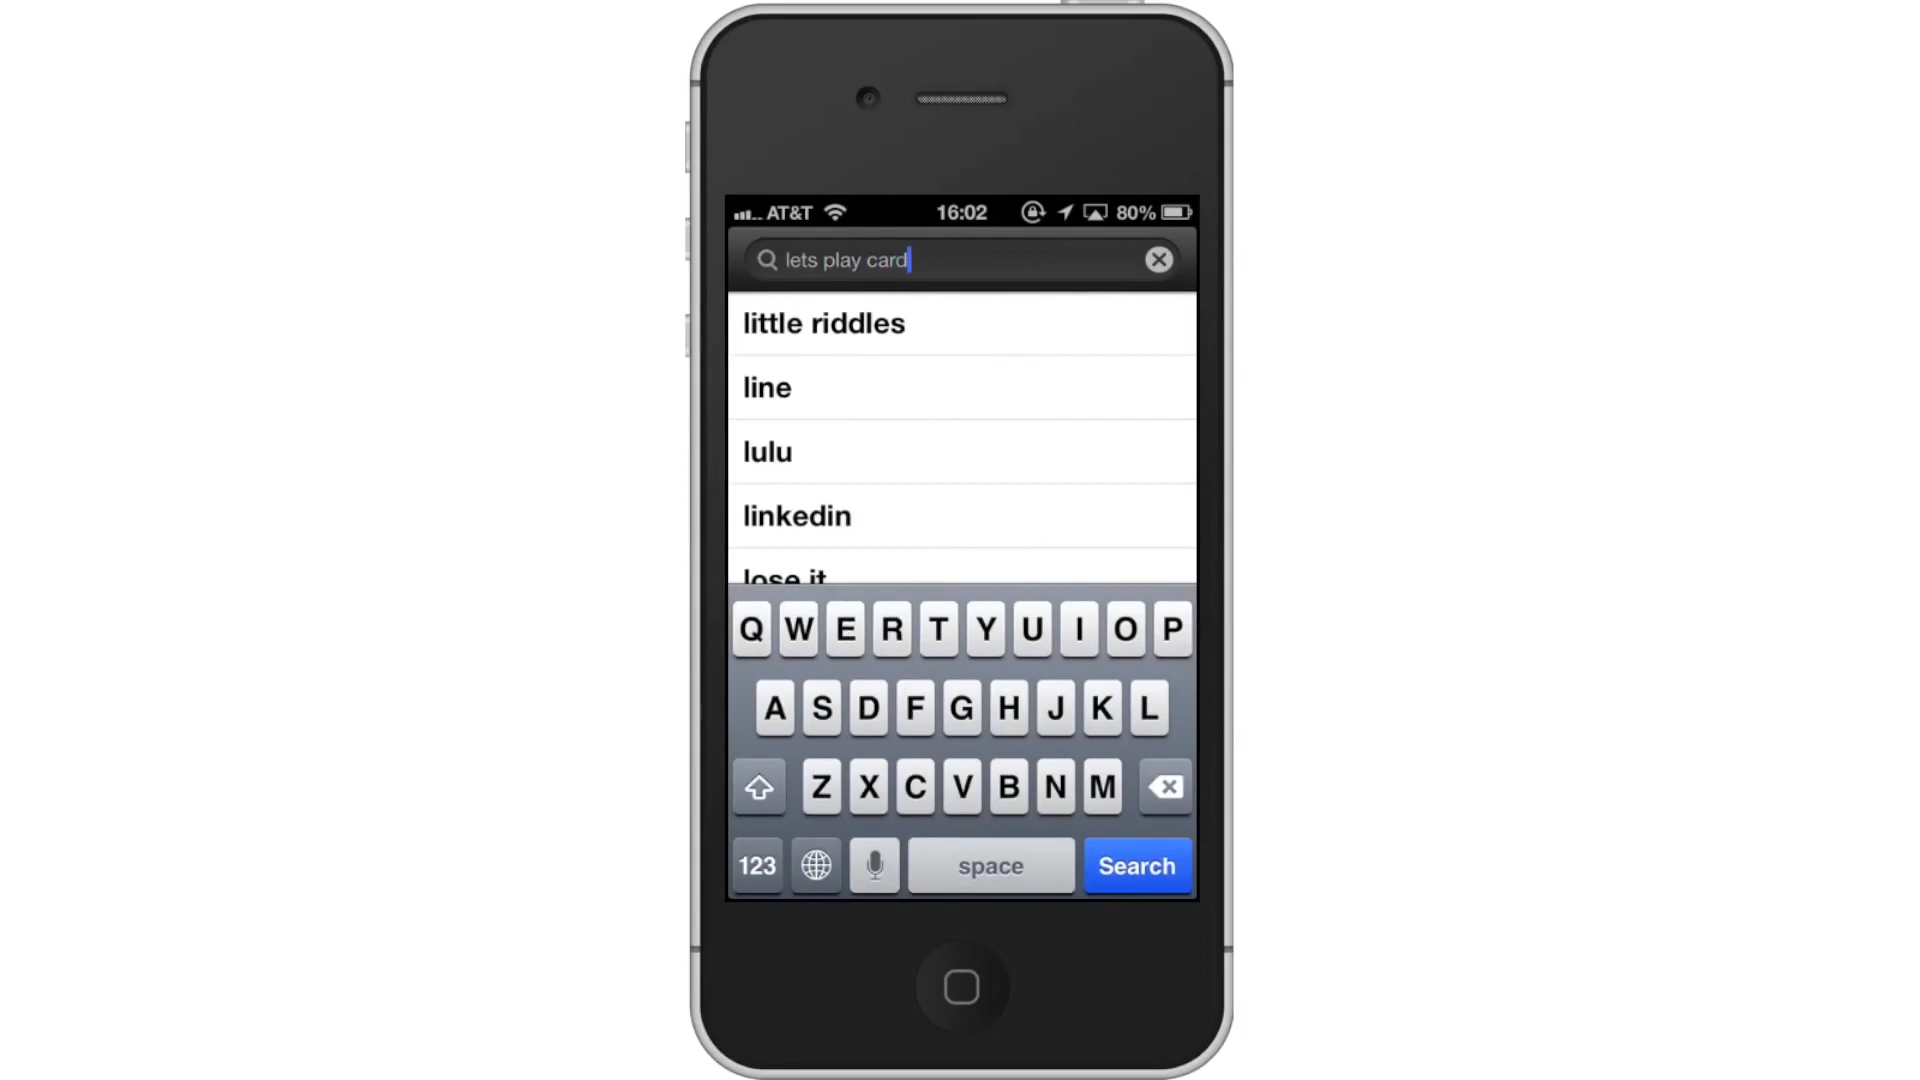 AT&T 16:02 80%
lets play card
little riddles
line
lulu
linkedin
lose it
Q W E R T Y U I O P
A S D F G H J K L
Z X C V B N M
123 space Search